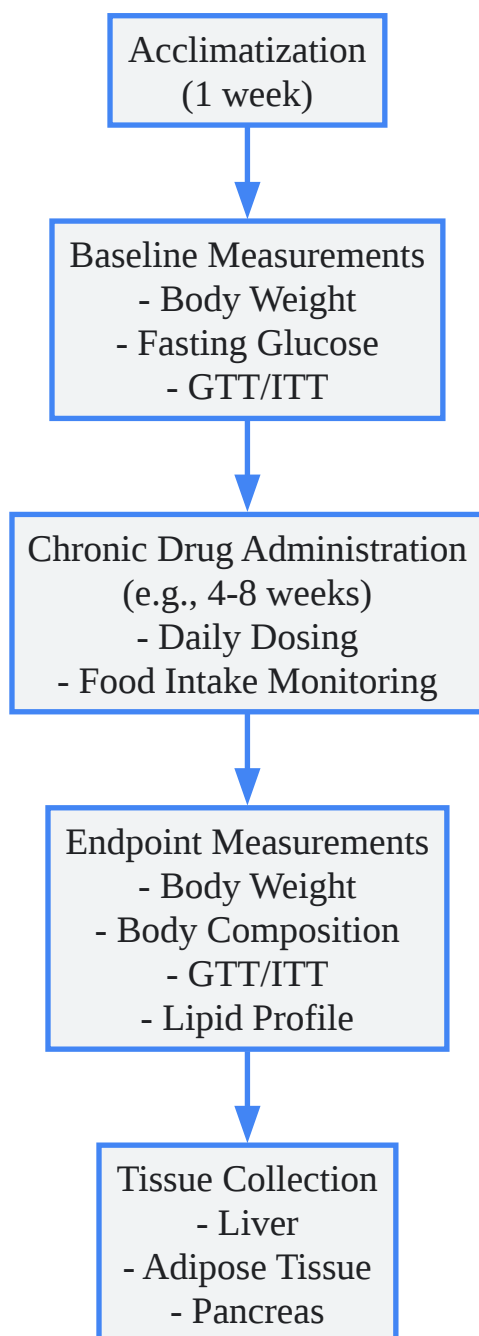 Acclimatization
(1 week)
Baseline Measurements
- Body Weight
- Fasting Glucose
- GTT/ITT
Chronic Drug Administration
(e.g., 4-8 weeks)
- Daily Dosing
- Food Intake Monitoring
Endpoint Measurements
- Body Weight
- Body Composition
- GTT/ITT
- Lipid Profile
Tissue Collection
- Liver
- Adipose Tissue
- Pancreas